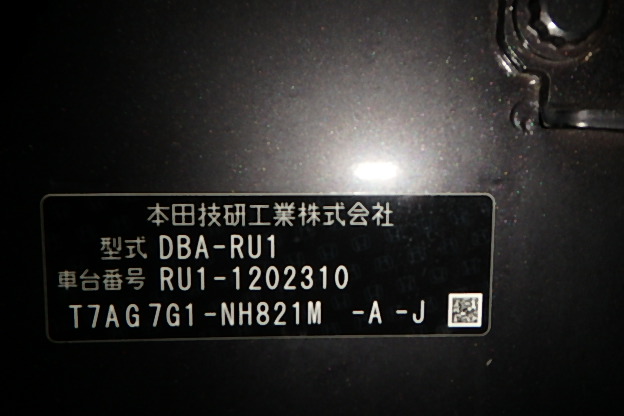 本田技研工業株式会社
型式 DBA-RU1
車台番号 RU1-1202310
T7AG7G1-NH821M -A-J